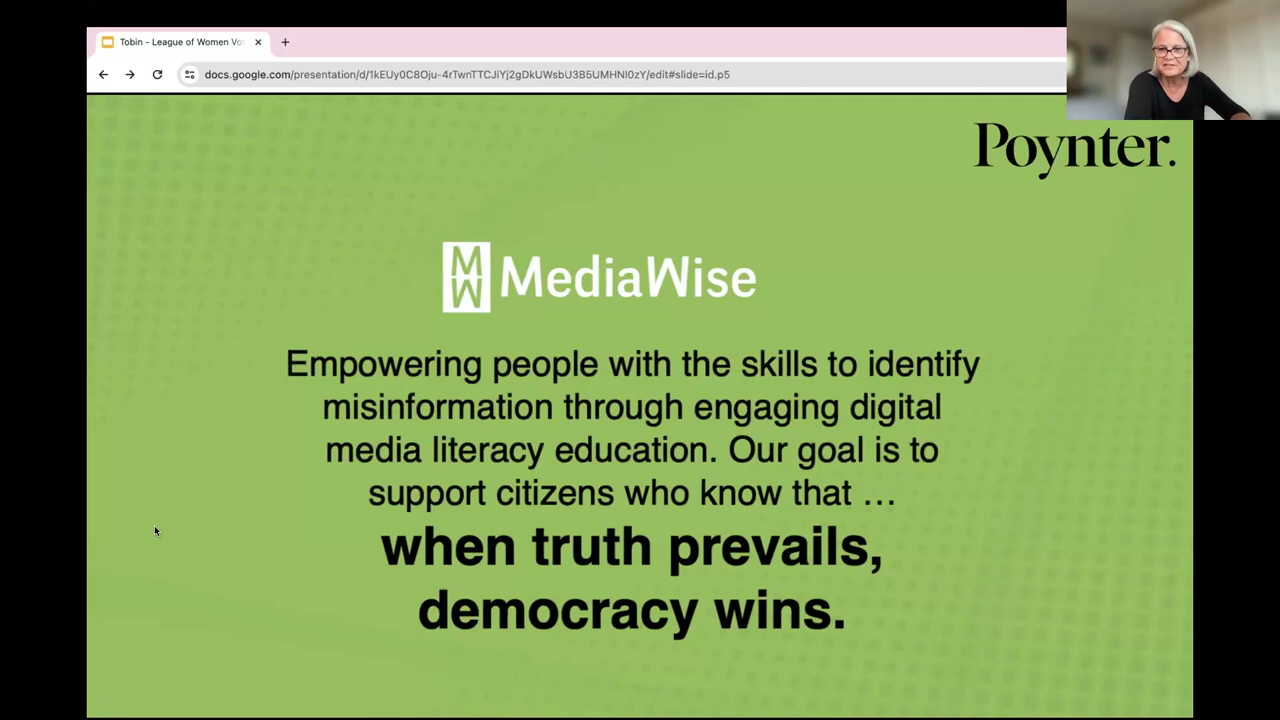 Tobin - League of Women Vo
docs.google.com/presentation/d/1kEUy0C8Oju-4rTwnTTCJiYj2gDkUWsbU3B5UMHNl0zY/edit#slide=id.p5
Poynter.
MW MediaWise
Empowering people with the skills to identify
misinformation through engaging digital
media literacy education. Our goal is to
support citizens who know that …
when truth prevails,
democracy wins.